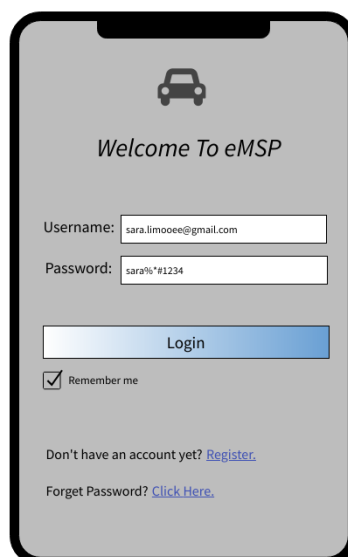 Welcome To eMSP
Username: sara.limooee@gmail.com
Password: sara%*#1234
Login
Remember me
Don't have an account yet? Register.
Forget Password? Click Here.